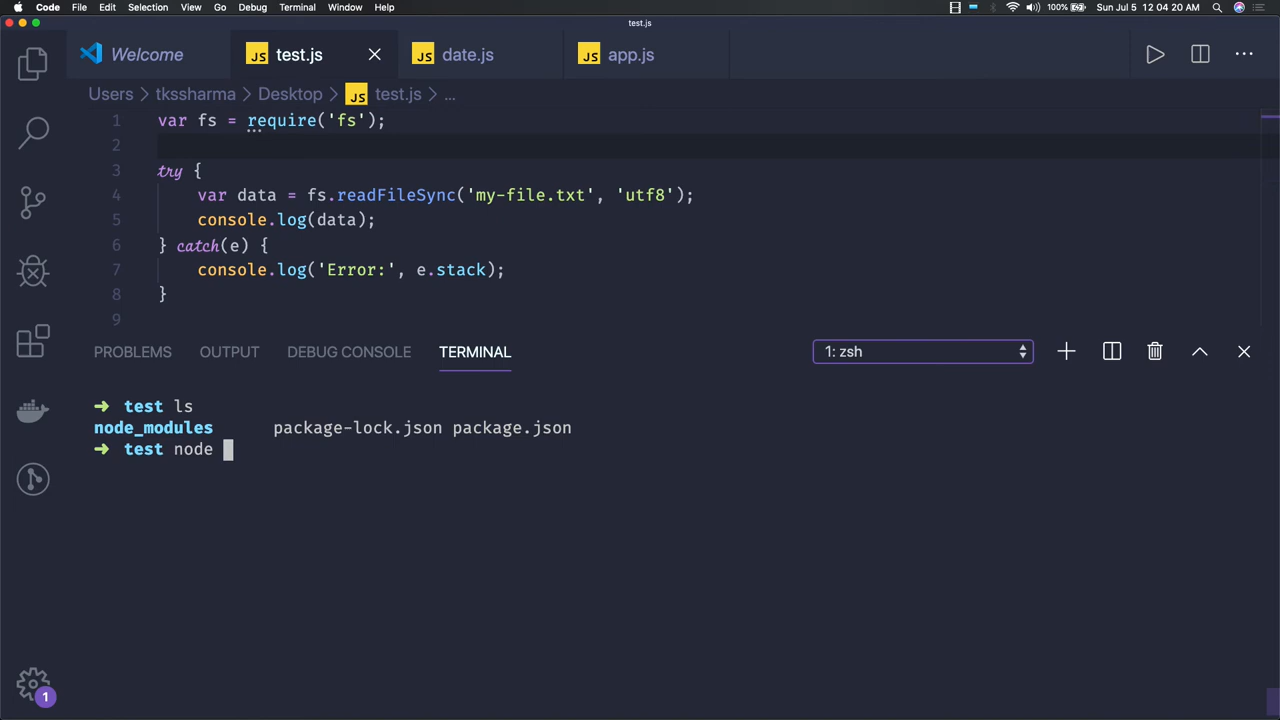 Code File Edit Selection View Go Debug Terminal Window Help 100% Sun Jul 5 12:04:20 AM
test.js
Welcome JS test.js JS date.js JS app.js
Users > tkssharma > Desktop > JS test.js > ...
1 var fs = require('fs');
2
3 try {
4 var data = fs.readFileSync('my-file.txt', 'utf8');
5 console.log(data);
6 } catch(e) {
7 console.log('Error:', e.stack);
8 }
9
PROBLEMS OUTPUT DEBUG CONSOLE TERMINAL 1: zsh
➜ test ls
node_modules package-lock.json package.json
➜ test node
1